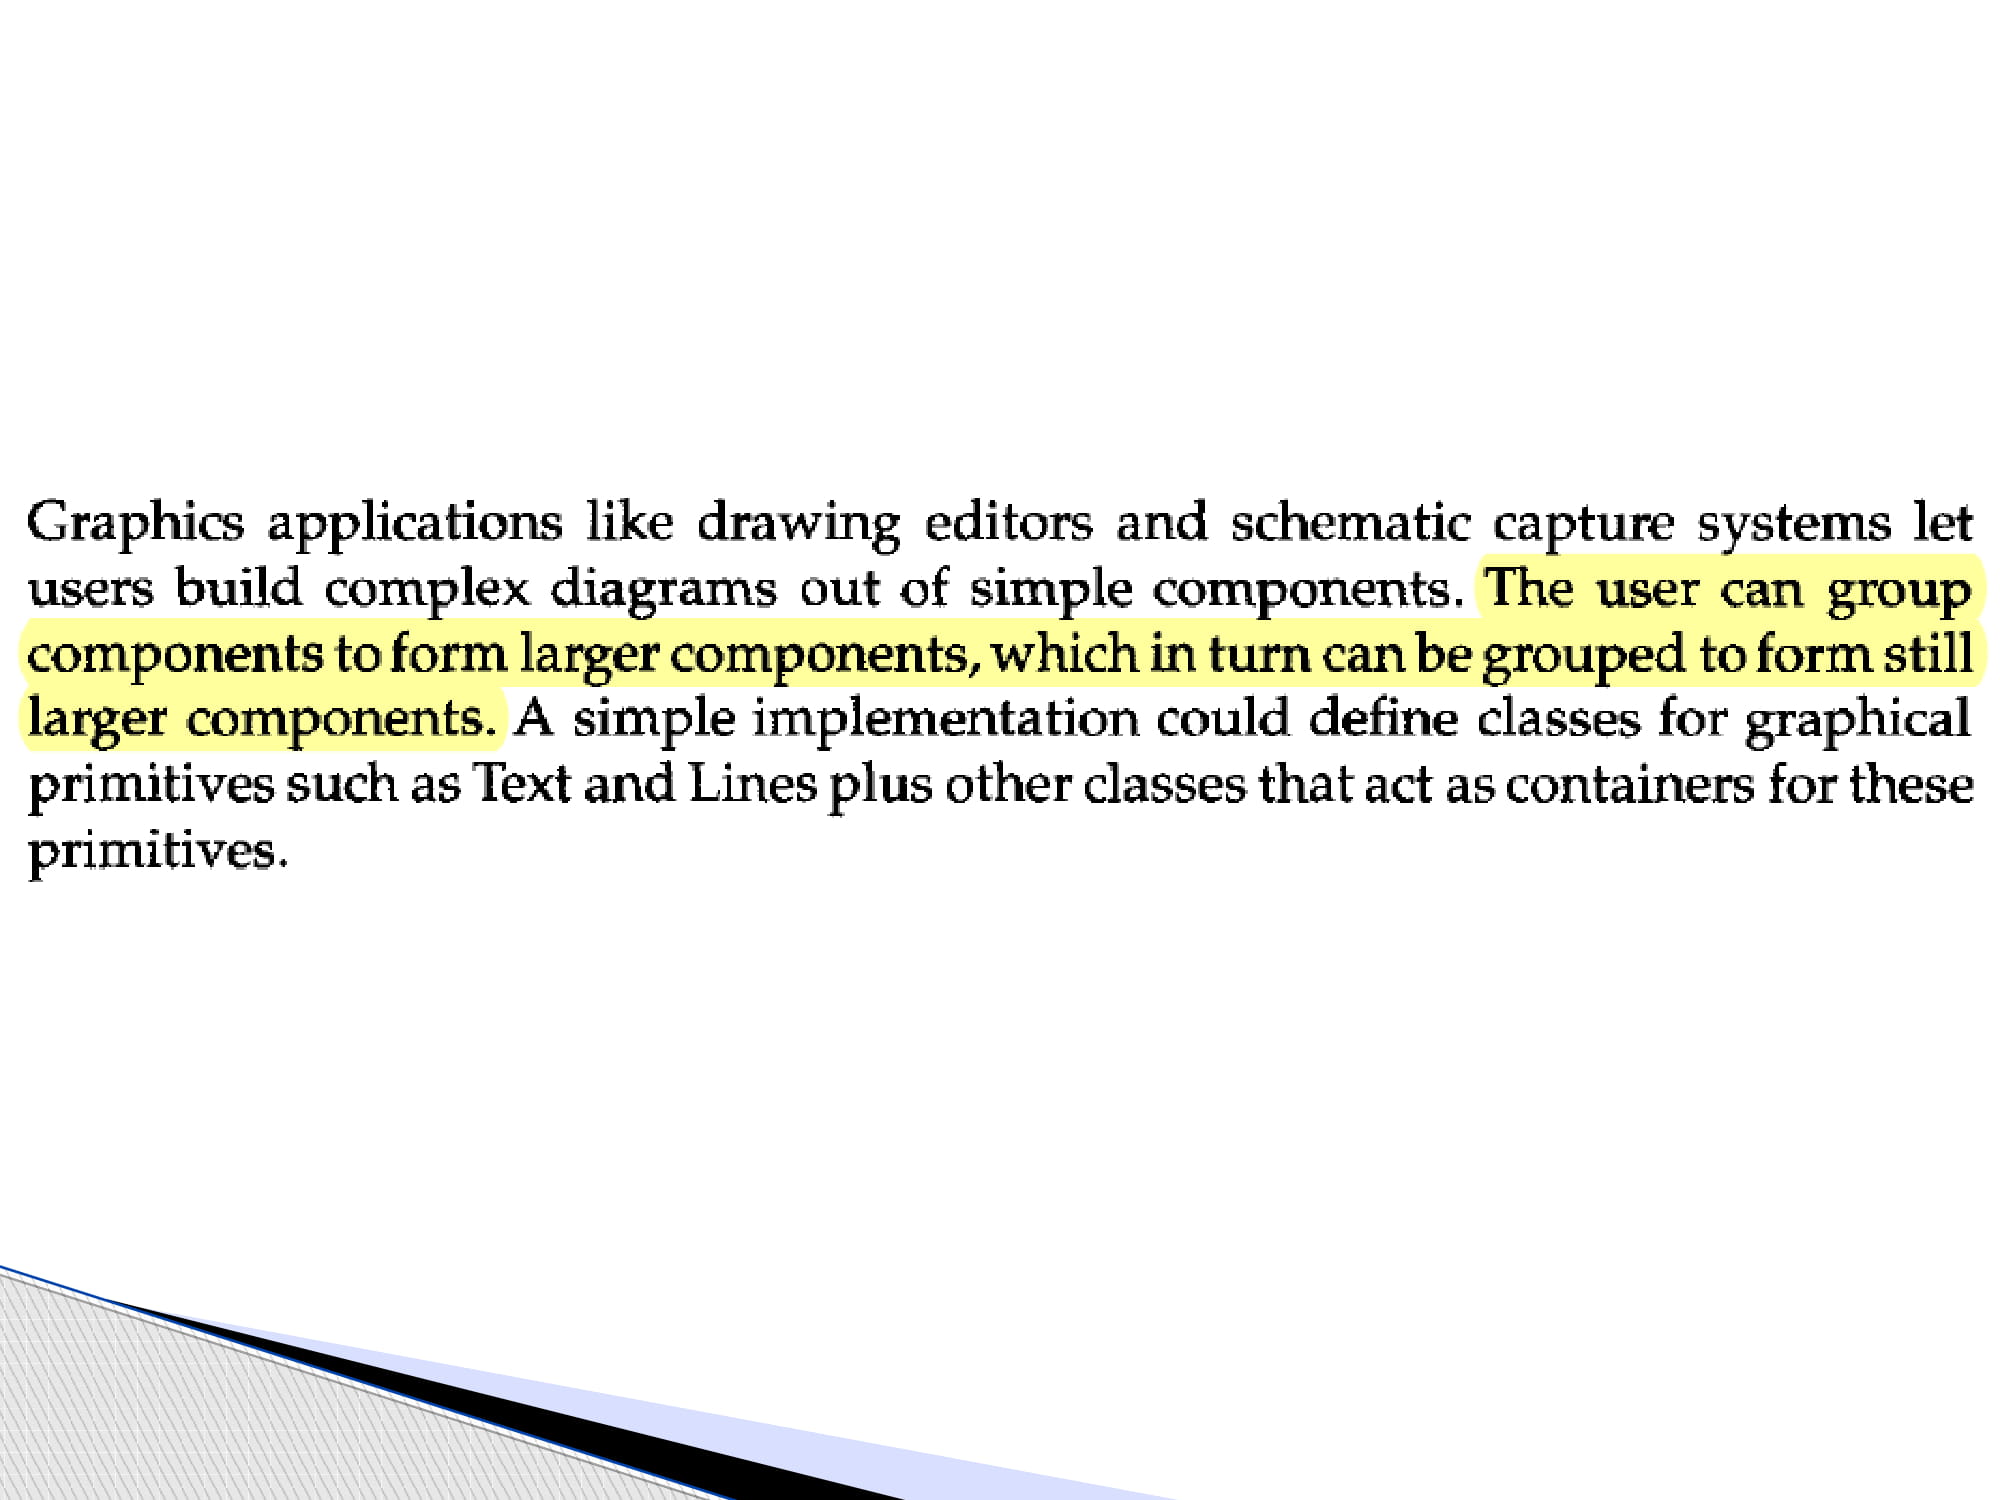 Graphics applications like drawing editors and schematic capture systems let
users build complex diagrams out of simple components. The user can group
components to form larger components, which in turn can be grouped to form still
larger components. A simple implementation could define classes for graphical
primitives such as Text and Lines plus other classes that act as containers for these
primitives.